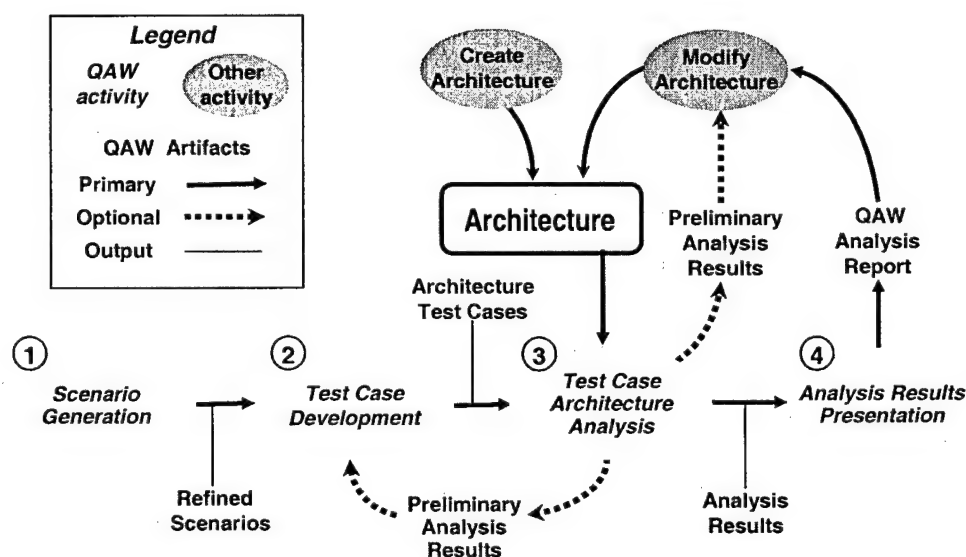 Legend
QAW
activity
Other
activity
QAW Artifacts
Primary
Optional
Output
Create
Architecture
Modify
Architecture
Architecture
Preliminary
Analysis
Results
QAW
Analysis
Report
Architecture
Test Cases
1
Scenario
Generation
2
Test Case
Development
3
Test Case
Architecture
Analysis
4
Analysis Results
Presentation
Refined
Scenarios
Preliminary
Analysis
Results
Analysis
Results